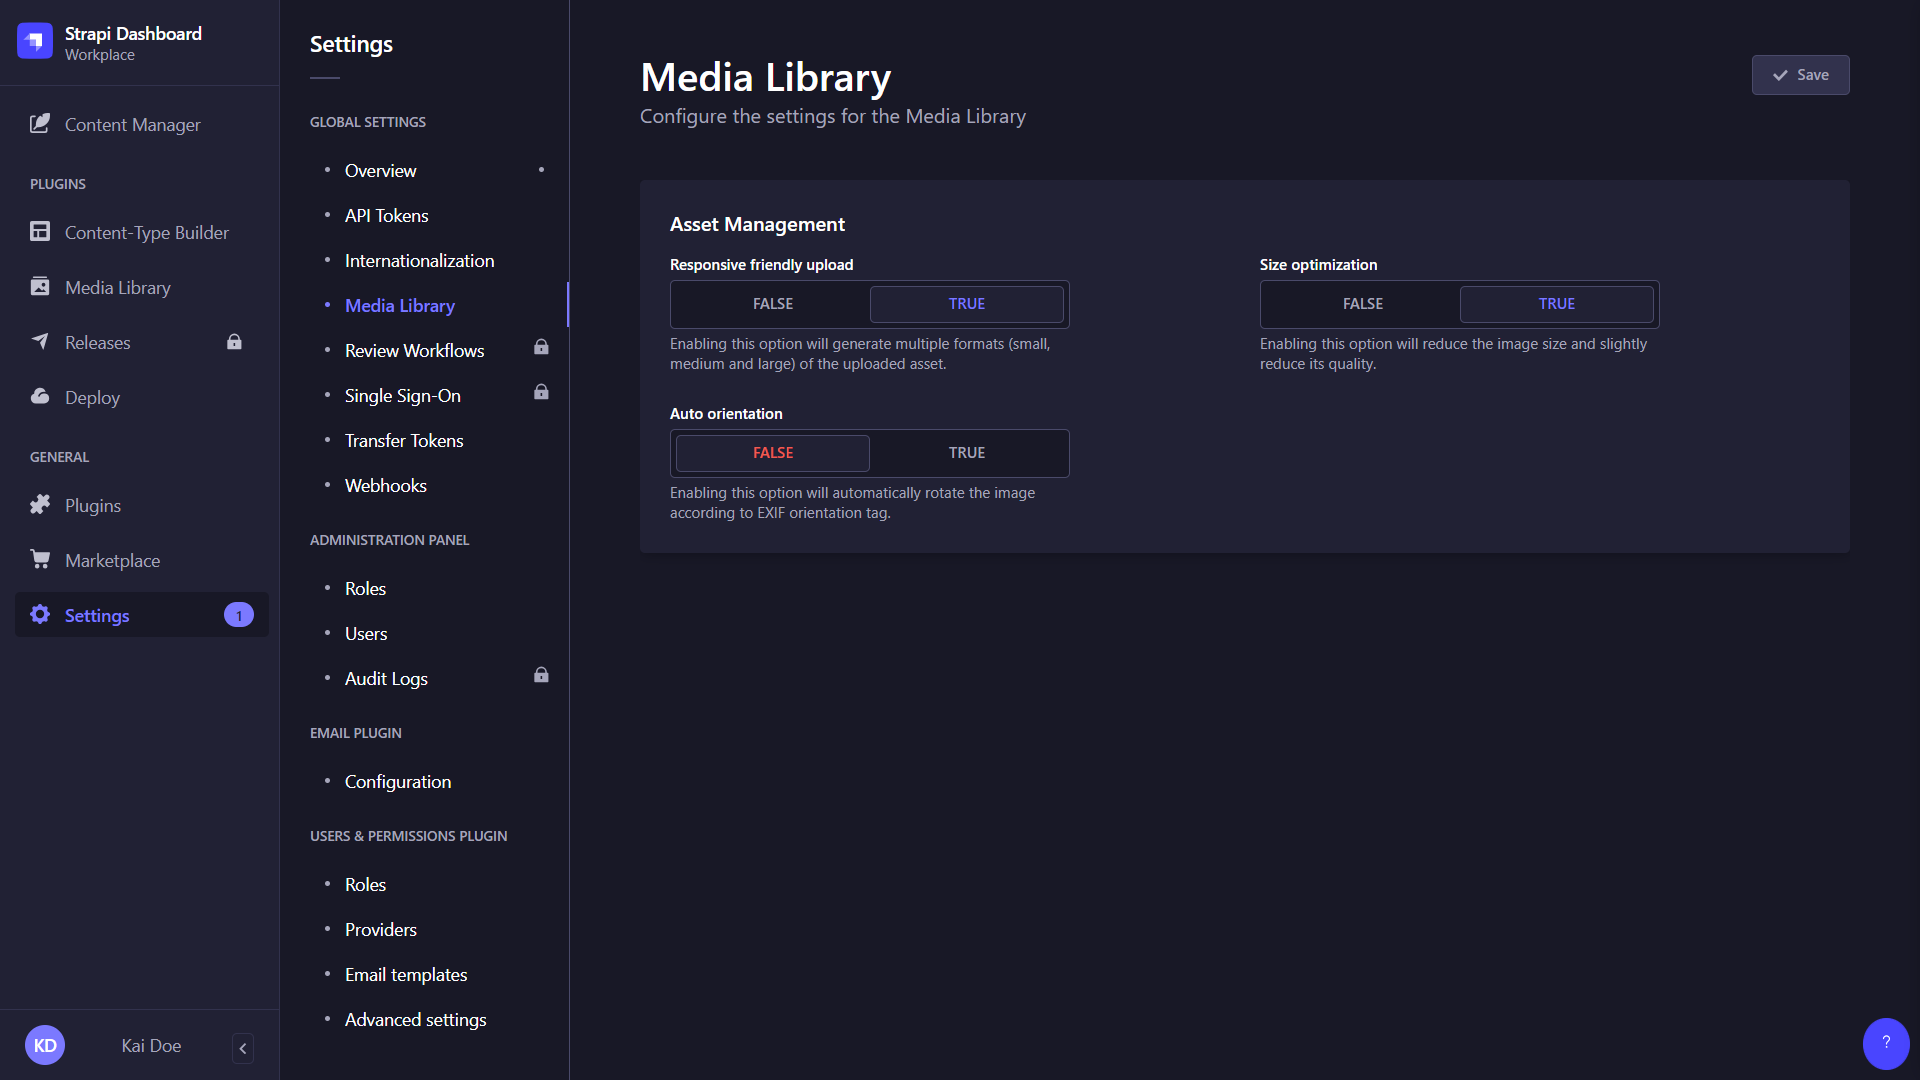 Strapi Dashboard
Workplace
Content Manager
PLUGINS
Content-Type Builder
Media Library
Releases
Deploy
GENERAL
Plugins
Marketplace
Settings
1
KD
Kai Doe
Settings
GLOBAL SETTINGS
Overview
API Tokens
Internationalization
Media Library
Review Workflows
Single Sign-On
Transfer Tokens
Webhooks
ADMINISTRATION PANEL
Roles
Users
Audit Logs
EMAIL PLUGIN
Configuration
USERS & PERMISSIONS PLUGIN
Roles
Providers
Email templates
Advanced settings
Media Library
Configure the settings for the Media Library
Save
Asset Management
Responsive friendly upload
FALSE TRUE
Enabling this option will generate multiple formats (small,
medium and large) of the uploaded asset.
Size optimization
FALSE TRUE
Enabling this option will reduce the image size and slightly
reduce its quality.
Auto orientation
FALSE TRUE
Enabling this option will automatically rotate the image
according to EXIF orientation tag.
?